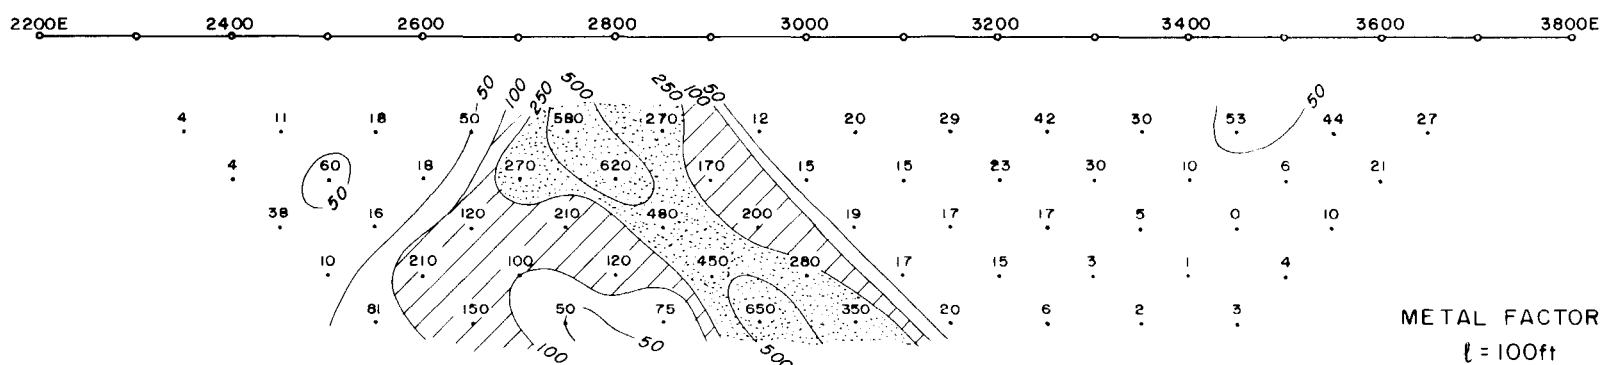 2200E 2400 2600 2800 3000 3200 3400 3600 3800E
50 100 250 500 250 100 50 50
4 11 18 50 580 270 12 20 29 42 30 53 44 27
4 60 18 270 620 170 15 15 23 30 10 6 21
50
38 16 120 210 480 200 19 17 17 5 0 10
10 210 100 120 450 280 17 15 3 1 4
81 150 50 75 650 350 20 6 2 3
METAL FACTOR
100 50 500
ℓ = 100ft